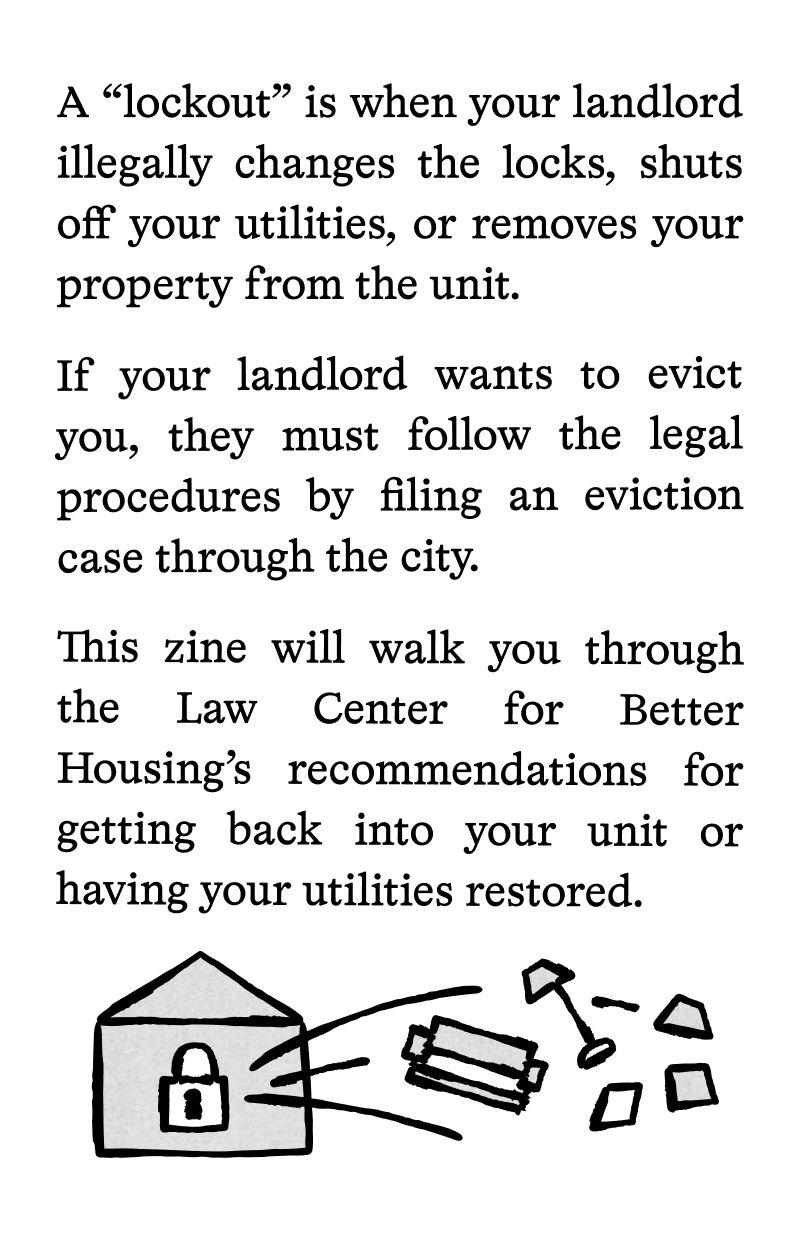 A “lockout” is when your landlord
illegally changes the locks, shuts
off your utilities, or removes your
property from the unit.
If your landlord wants to evict
you, they must follow the legal
procedures by filing an eviction
case through the city.
This zine will walk you through
the Law Center for Better
Housing’s recommendations for
getting back into your unit or
having your utilities restored.